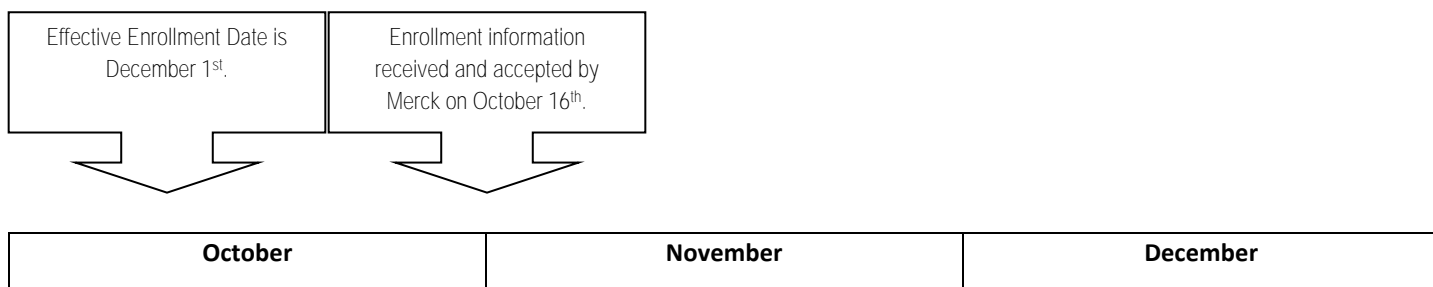 Effective Enrollment Date is
December 1st.
Enrollment information
received and accepted by
Merck on October 16th.
October November December